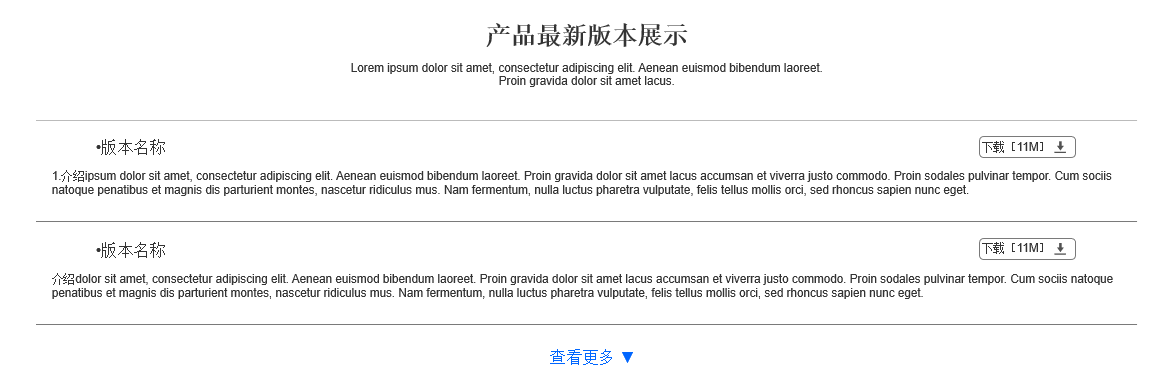 产品最新版本展示
Lorem ipsum dolor sit amet, consectetur adipiscing elit. Aenean euismod bibendum laoreet.
Proin gravida dolor sit amet lacus.
•版本名称
下载［11M］
1.介绍ipsum dolor sit amet, consectetur adipiscing elit. Aenean euismod bibendum laoreet. Proin gravida dolor sit amet lacus accumsan et viverra justo commodo. Proin sodales pulvinar tempor. Cum sociis
natoque penatibus et magnis dis parturient montes, nascetur ridiculus mus. Nam fermentum, nulla luctus pharetra vulputate, felis tellus mollis orci, sed rhoncus sapien nunc eget.
•版本名称
下载［11M］
介绍dolor sit amet, consectetur adipiscing elit. Aenean euismod bibendum laoreet. Proin gravida dolor sit amet lacus accumsan et viverra justo commodo. Proin sodales pulvinar tempor. Cum sociis natoque
penatibus et magnis dis parturient montes, nascetur ridiculus mus. Nam fermentum, nulla luctus pharetra vulputate, felis tellus mollis orci, sed rhoncus sapien nunc eget.
查看更多 ▼